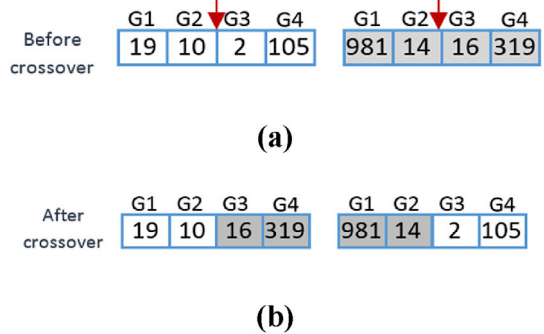 G1 G2 G3 G4 G1 G2 G3 G4
Before crossover 19 10 2 105 981 14 16 319
(a)
G1 G2 G3 G4 G1 G2 G3 G4
After crossover 19 10 16 319 981 14 2 105
(b)